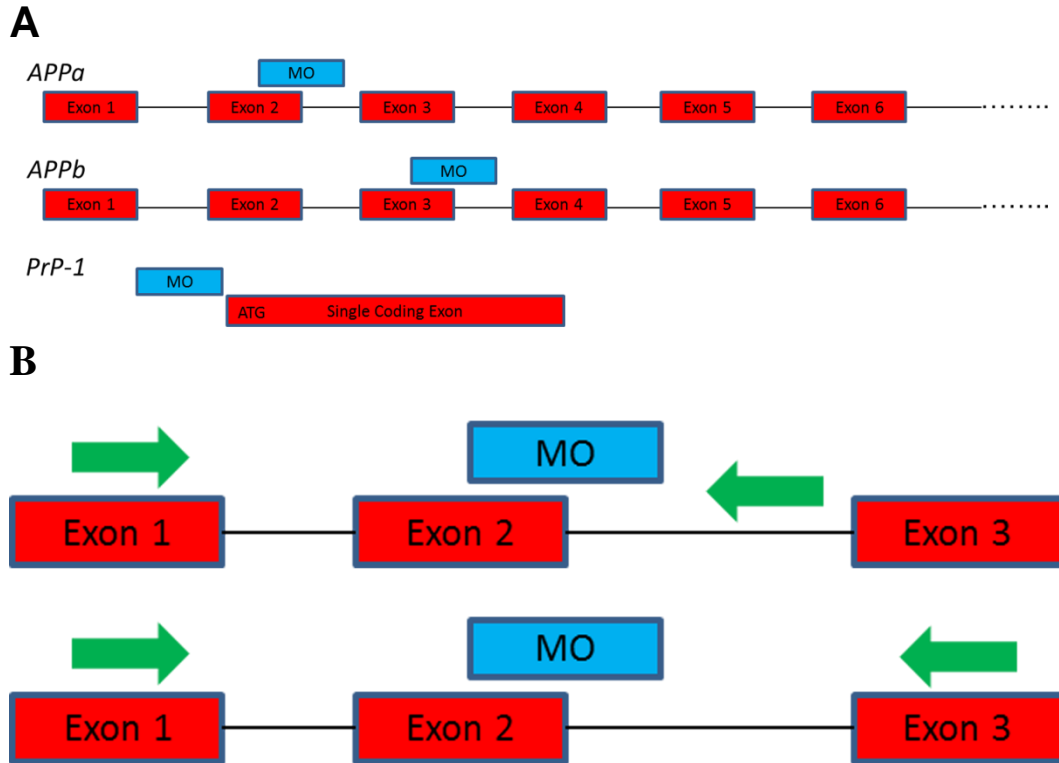 A
APPa
MO
Exon 1 Exon 2 Exon 3 Exon 4 Exon 5 Exon 6
APPb
MO
Exon 1 Exon 2 Exon 3 Exon 4 Exon 5 Exon 6
PrP-1
MO
ATG Single Coding Exon
B
MO
Exon 1 Exon 2 Exon 3
MO
Exon 1 Exon 2 Exon 3